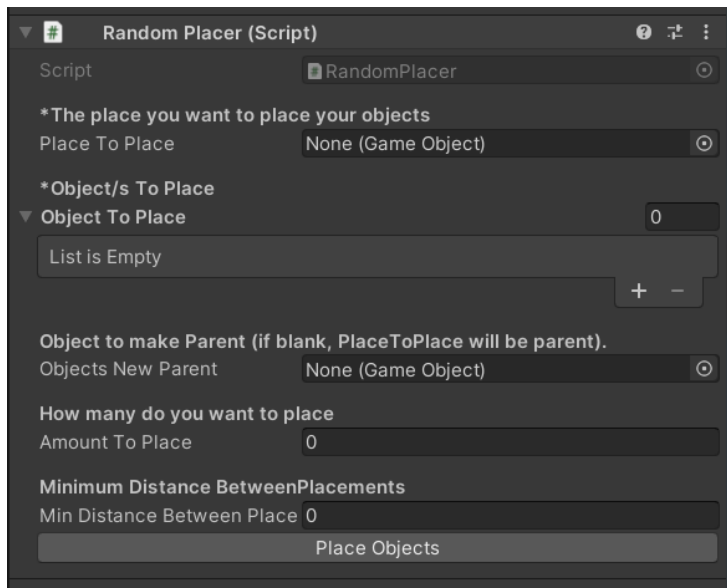 Random Placer (Script)
Script RandomPlacer
*The place you want to place your objects
Place To Place None (Game Object)
*Object/s To Place
Object To Place 0
List is Empty
+ −
Object to make Parent (if blank, PlaceToPlace will be parent).
Objects New Parent None (Game Object)
How many do you want to place
Amount To Place 0
Minimum Distance BetweenPlacements
Min Distance Between Place 0
Place Objects